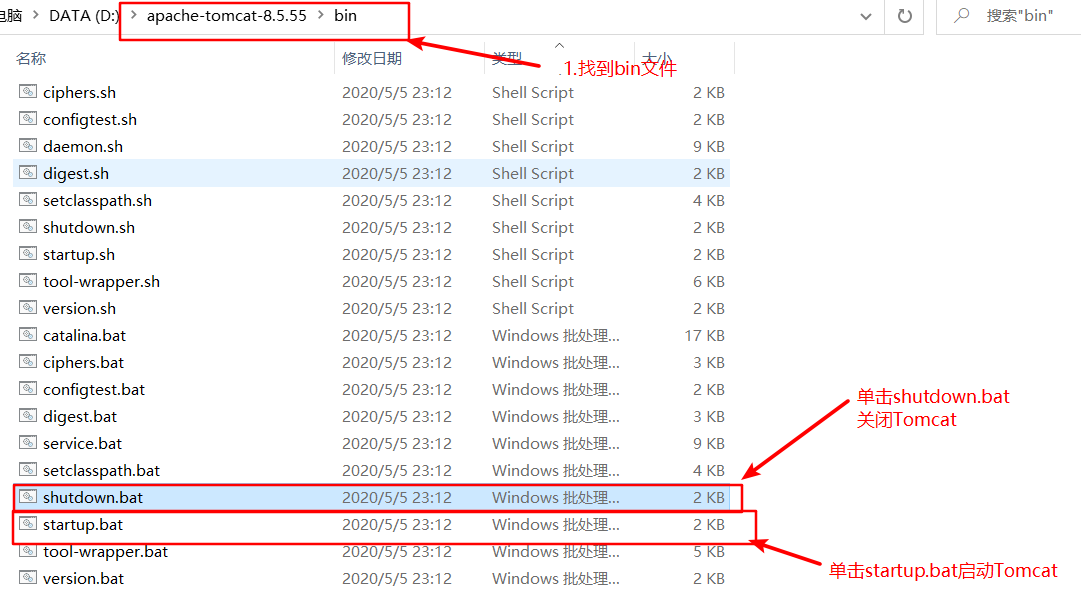 电脑 > DATA (D:) > apache-tomcat-8.5.55 > bin 搜索"bin"
名称 修改日期 类型 大小
1.找到bin文件
ciphers.sh 2020/5/5 23:12 Shell Script 2 KB
configtest.sh 2020/5/5 23:12 Shell Script 2 KB
daemon.sh 2020/5/5 23:12 Shell Script 9 KB
digest.sh 2020/5/5 23:12 Shell Script 2 KB
setclasspath.sh 2020/5/5 23:12 Shell Script 4 KB
shutdown.sh 2020/5/5 23:12 Shell Script 2 KB
startup.sh 2020/5/5 23:12 Shell Script 2 KB
tool-wrapper.sh 2020/5/5 23:12 Shell Script 6 KB
version.sh 2020/5/5 23:12 Shell Script 2 KB
catalina.bat 2020/5/5 23:12 Windows 批处理... 17 KB
ciphers.bat 2020/5/5 23:12 Windows 批处理... 3 KB
configtest.bat 2020/5/5 23:12 Windows 批处理... 2 KB
digest.bat 2020/5/5 23:12 Windows 批处理... 3 KB
service.bat 2020/5/5 23:12 Windows 批处理... 9 KB
setclasspath.bat 2020/5/5 23:12 Windows 批处理... 4 KB
shutdown.bat 2020/5/5 23:12 Windows 批处理... 2 KB
startup.bat 2020/5/5 23:12 Windows 批处理... 2 KB
tool-wrapper.bat 2020/5/5 23:12 Windows 批处理... 5 KB
version.bat 2020/5/5 23:12 Windows 批处理... 2 KB
单击shutdown.bat
关闭Tomcat
单击startup.bat启动Tomcat